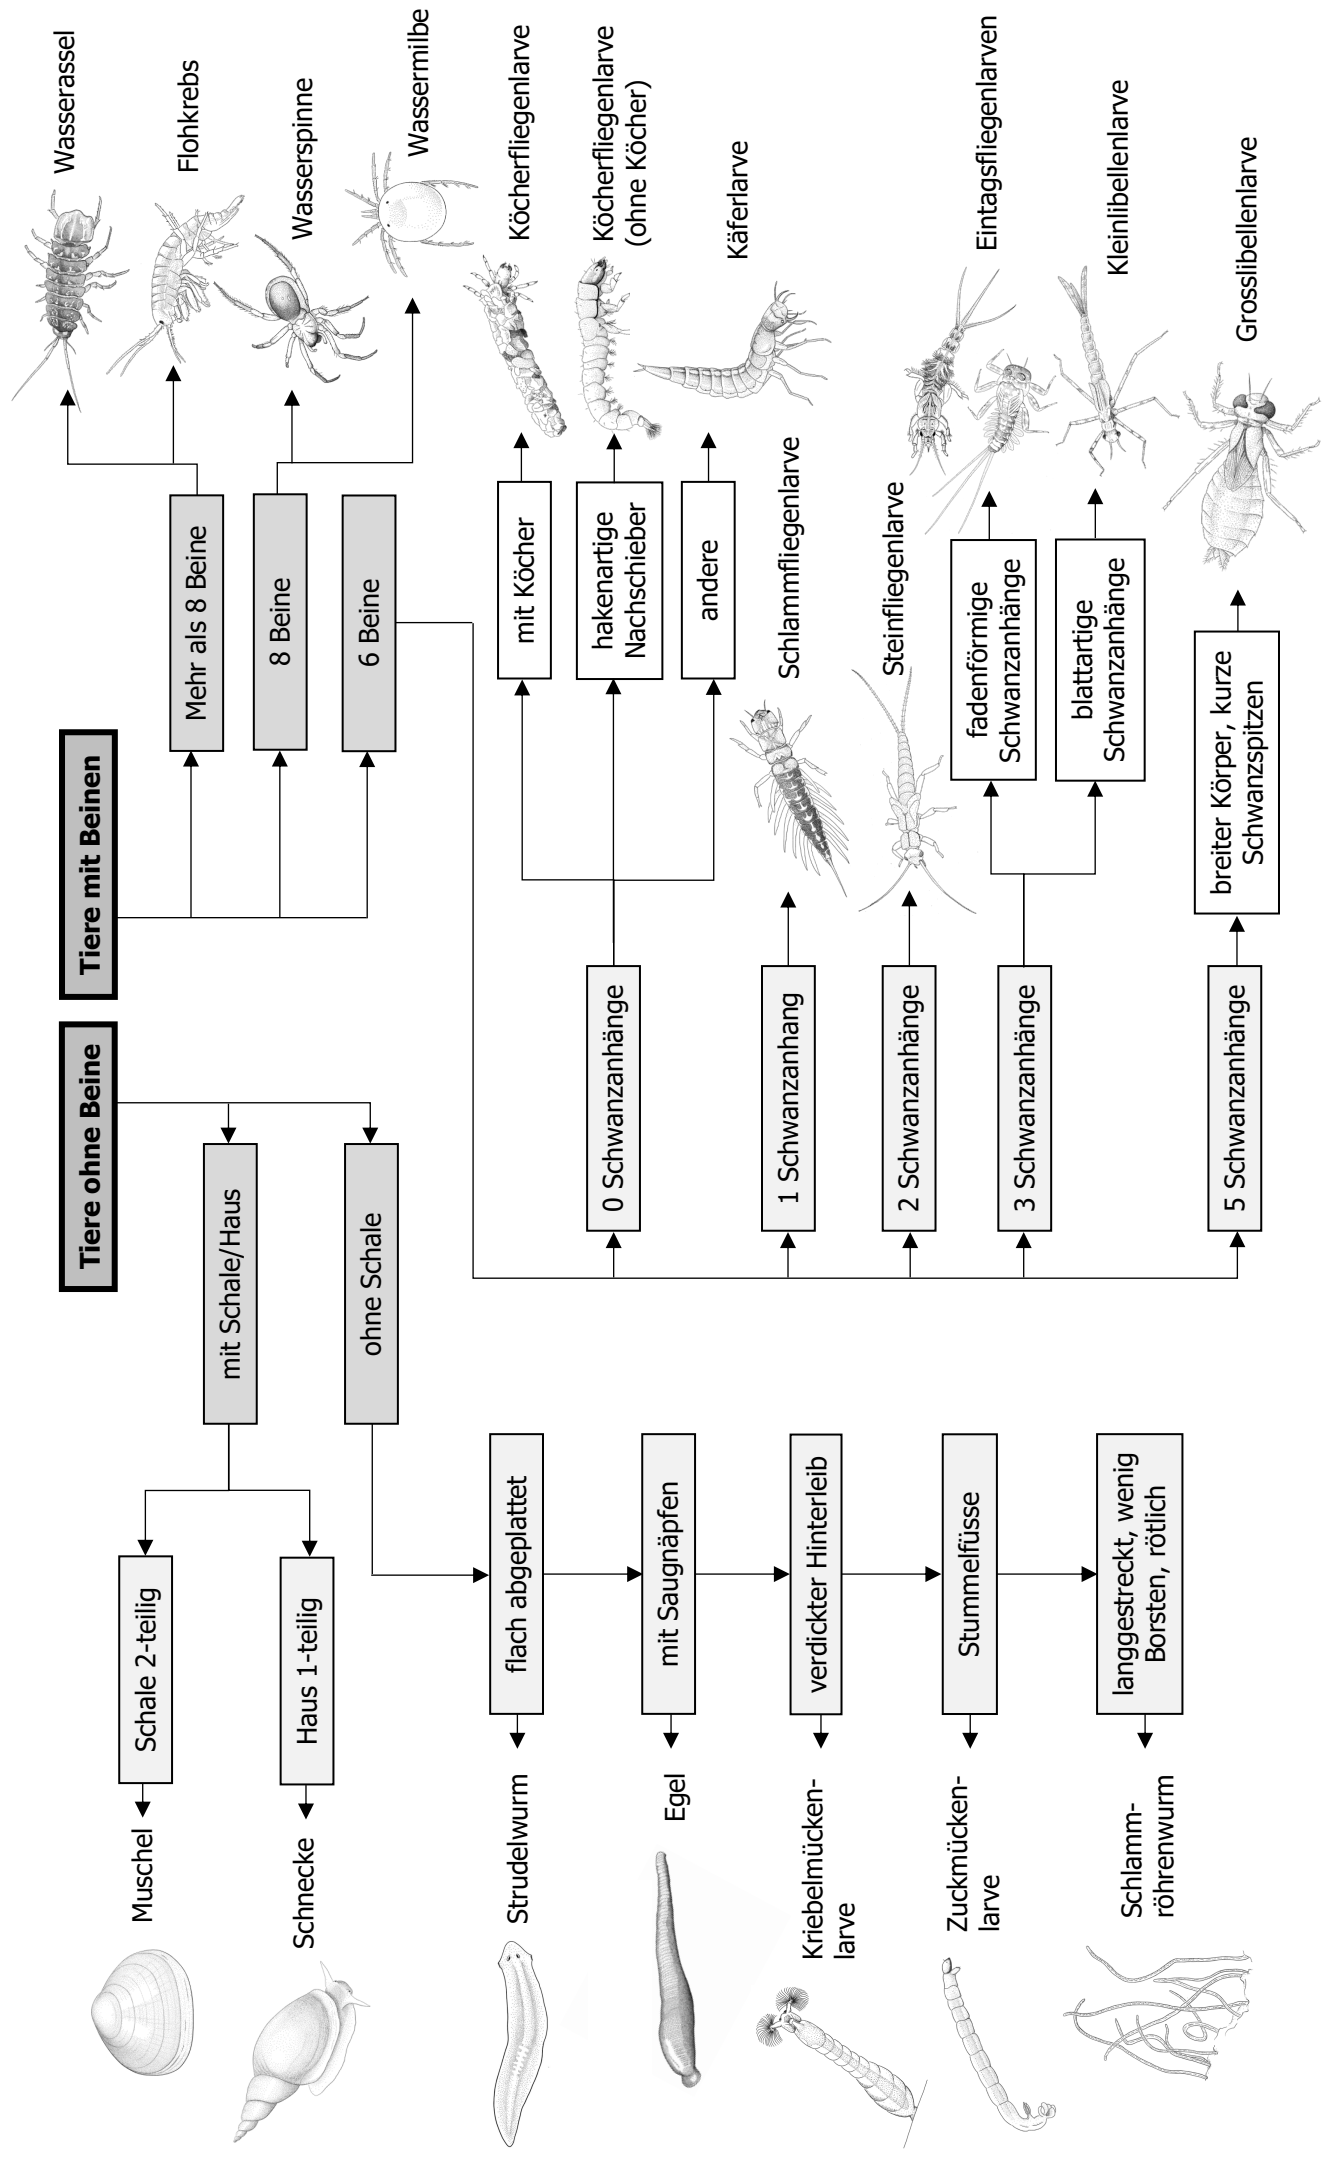 Tiere ohne Beine
mit Schale/Haus
ohne Schale
Schale 2-teilig
Muschel
Haus 1-teilig
Schnecke
flach abgeplattet
Strudelwurm
mit Saugnäpfen
Egel
verdickter Hinterleib
Kriebelmücken-
larve
Stummelfüsse
Zuckmücken-
larve
langgestreckt, wenig
Borsten, rötlich
Schlamm-
röhrenwurm
Tiere mit Beinen
Mehr als 8 Beine
Wasserassel
Flohkrebs
8 Beine
Wasserspinne
Wassermilbe
6 Beine
0 Schwanzanhänge
mit Köcher
Köcherfliegenlarve
hakenartige
Nachschieber
Köcherfliegenlarve
(ohne Köcher)
andere
Käferlarve
1 Schwanzanhang
Schlammfliegenlarve
2 Schwanzanhänge
Steinfliegenlarve
3 Schwanzanhänge
fadenförmige
Schwanzanhänge
Eintagsfliegenlarven
blattartige
Schwanzanhänge
Kleinlibellenlarve
5 Schwanzanhänge
breiter Körper, kurze
Schwanzspitzen
Grosslibellenlarve